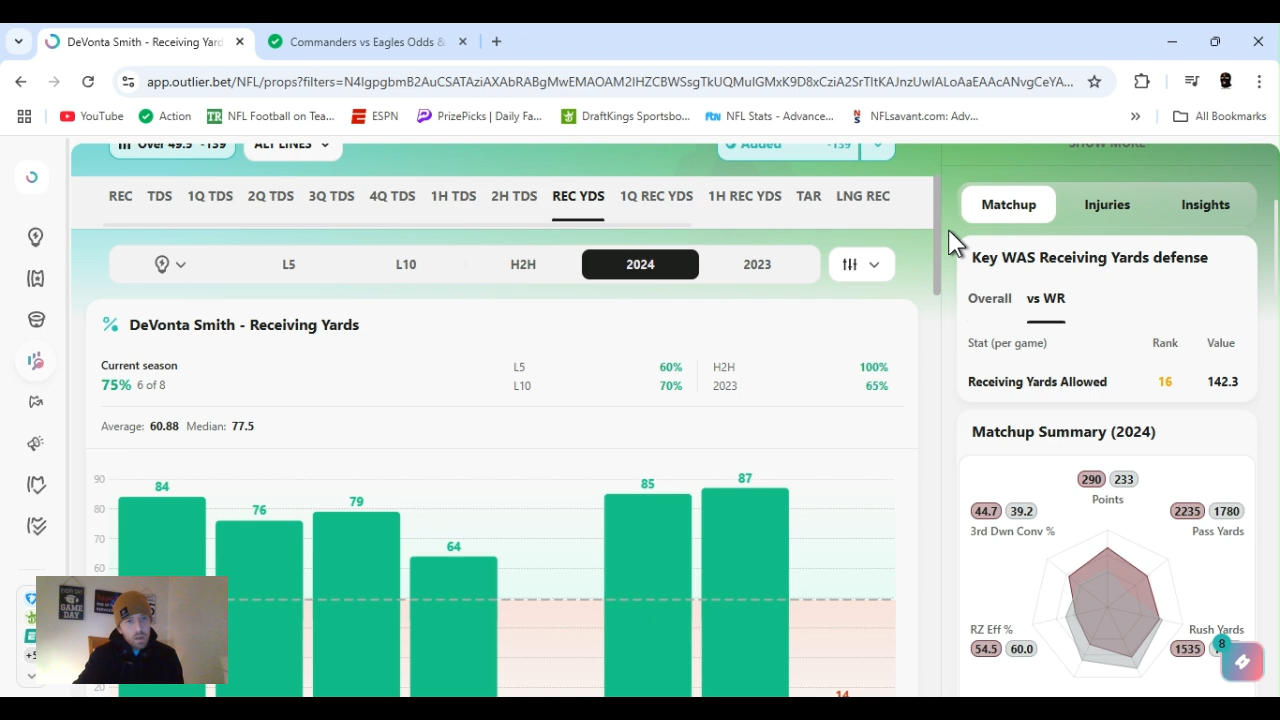 DeVonta Smith - Receiving Yard
Commanders vs Eagles Odds &
app.outlier.bet/NFL/props?filters=N4IgpgbmB2AuCSATAziAXAbRABgMwEMAOAM2IHZCBWSsgTkUQMuIGMxK9D8xCziA2SrTItKAJnzUwIALoAaEAAcANvgCeYA...
YouTube
Action
NFL Football on Tea...
ESPN
PrizePicks | Daily Fa...
DraftKings Sportsbo...
NFL Stats - Advance...
NFLsavant.com: Adv...
All Bookmarks
Over 49.5 -139
ALT LINES
Added -139
SHOW MORE
REC TDS 1Q TDS 2Q TDS 3Q TDS 4Q TDS 1H TDS 2H TDS REC YDS 1Q REC YDS 1H REC YDS TAR LNG REC
L5 L10 H2H 2024 2023
DeVonta Smith - Receiving Yards
Current season
75% 6 of 8
L5 60% H2H 100%
L10 70% 2023 65%
Average: 60.88 Median: 77.5
90
80
70
60
20
84
76
79
64
85
87
14
GAME
DAY
Matchup Injuries Insights
Key WAS Receiving Yards defense
Overall vs WR
Stat (per game) Rank Value
Receiving Yards Allowed 16 142.3
Matchup Summary (2024)
290 233
Points
44.7 39.2
3rd Dwn Conv %
2235 1780
Pass Yards
RZ Eff %
54.5 60.0
Rush Yards
1535
8